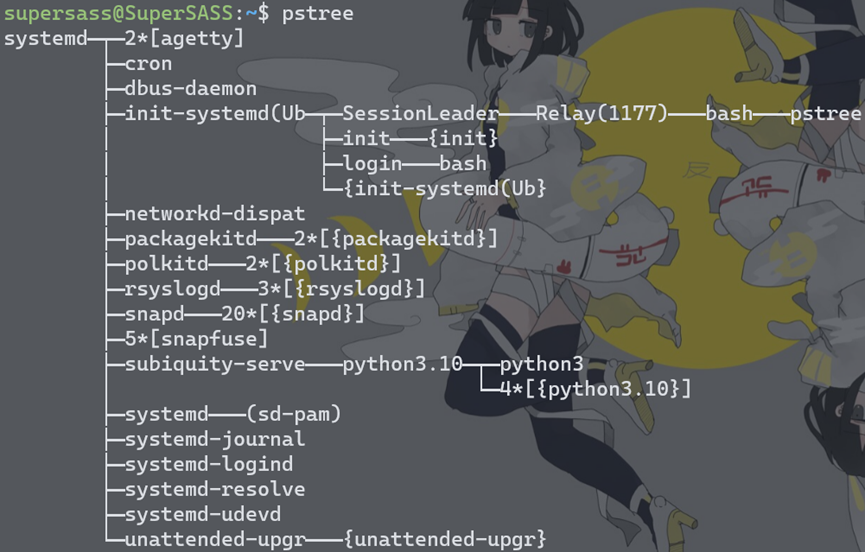 supersass@SuperSASS:~$ pstree
systemd─┬─2*[agetty]
        ├─cron
        ├─dbus-daemon
        ├─init-systemd(Ub─┬─SessionLeader───Relay(1177)───bash───pstree
        │                 ├─init───{init}
        │                 ├─login───bash
        │                 └─{init-systemd(Ub}
        ├─networkd-dispat
        ├─packagekitd───2*[{packagekitd}]
        ├─polkitd───2*[{polkitd}]
        ├─rsyslogd───3*[{rsyslogd}]
        ├─snapd───20*[{snapd}]
        ├─5*[snapfuse]
        ├─subiquity-serve───python3.10─┬─python3
        │                              └─4*[{python3.10}]
        ├─systemd───(sd-pam)
        ├─systemd-journal
        ├─systemd-logind
        ├─systemd-resolve
        ├─systemd-udevd
        └─unattended-upgr───{unattended-upgr}
反